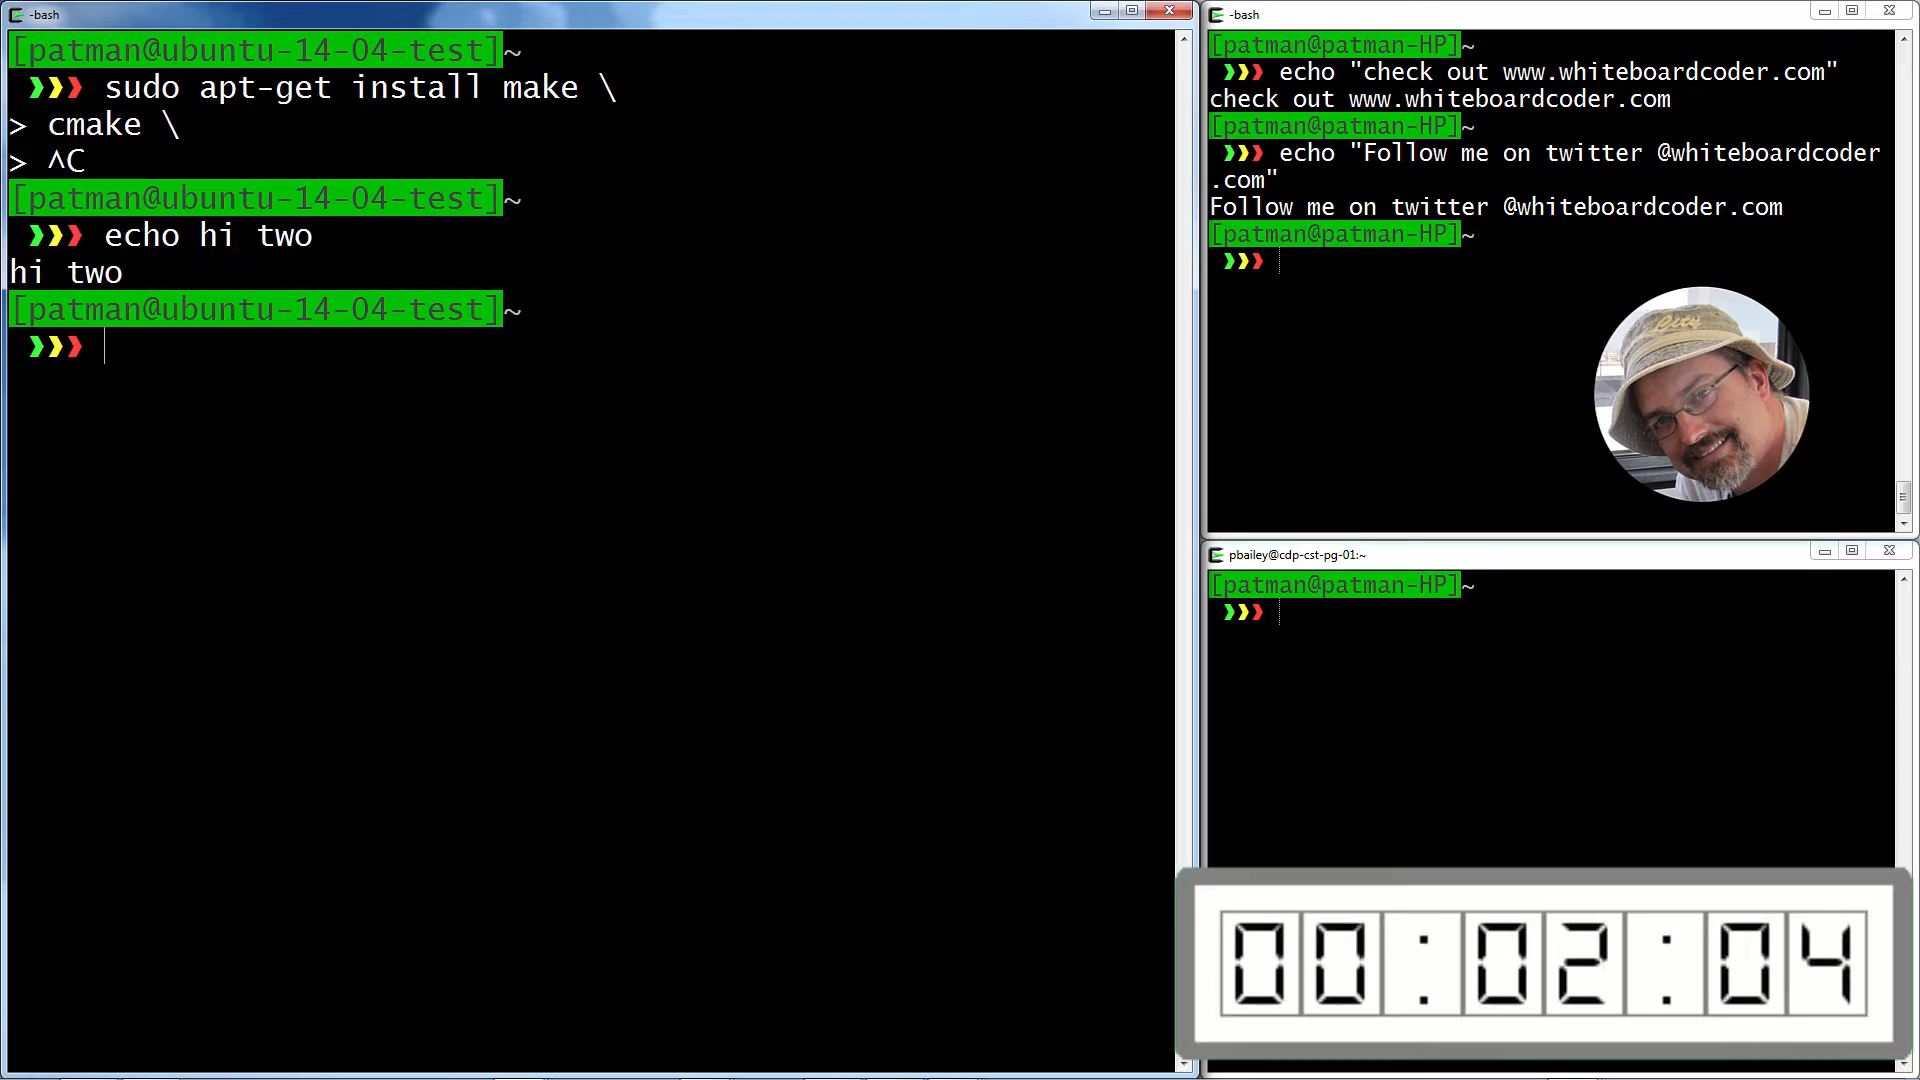 -bash
[patman@ubuntu-14-04-test]~
❯❯❯ sudo apt-get install make \
> cmake \
> ^C
[patman@ubuntu-14-04-test]~
❯❯❯ echo hi two
hi two
[patman@ubuntu-14-04-test]~
❯❯❯
-bash
[patman@patman-HP]~
❯❯❯ echo "check out www.whiteboardcoder.com"
check out www.whiteboardcoder.com
[patman@patman-HP]~
❯❯❯ echo "Follow me on twitter @whiteboardcoder
.com"
Follow me on twitter @whiteboardcoder.com
[patman@patman-HP]~
❯❯❯
City
pbailey@cdp-cst-pg-01:~
[patman@patman-HP]~
❯❯❯
00:02:04